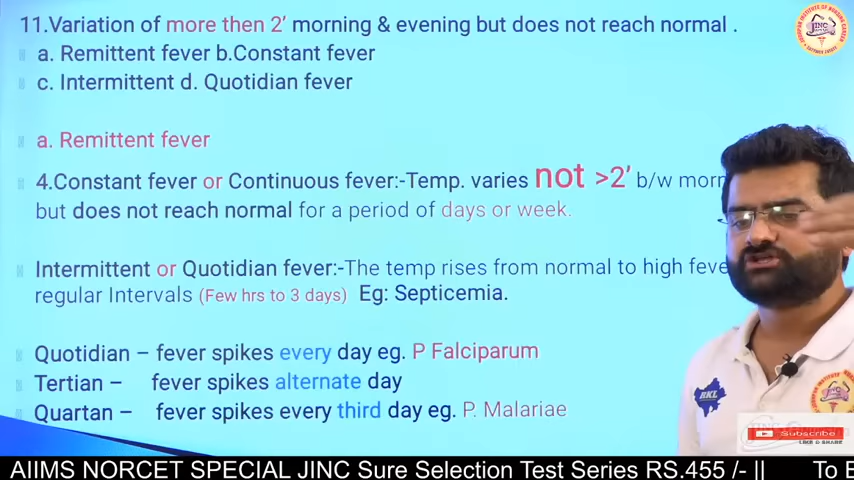 11.Variation of more then 2' morning & evening but does not reach normal .
a. Remittent fever b.Constant fever
c. Intermittent d. Quotidian fever
a. Remittent fever
4.Constant fever or Continuous fever:-Temp. varies not >2' b/w morn
but does not reach normal for a period of days or week.
Intermittent or Quotidian fever:-The temp rises from normal to high feve
regular Intervals (Few hrs to 3 days) Eg: Septicemia.
Quotidian – fever spikes every day eg. P Falciparum
Tertian – fever spikes alternate day
Quartan – fever spikes every third day eg. P. Malariae
JINC
BKL
Subscribe
LIKE & SHARE
AIIMS NORCET SPECIAL JINC Sure Selection Test Series RS.455 /- || To E